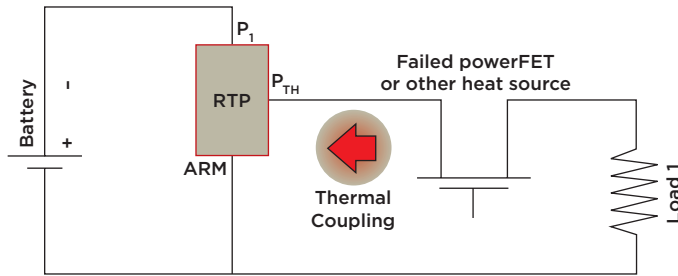 P1
RTP
PTH
ARM
Battery
-
+
Failed powerFET
or other heat source
Thermal
Coupling
Load 1